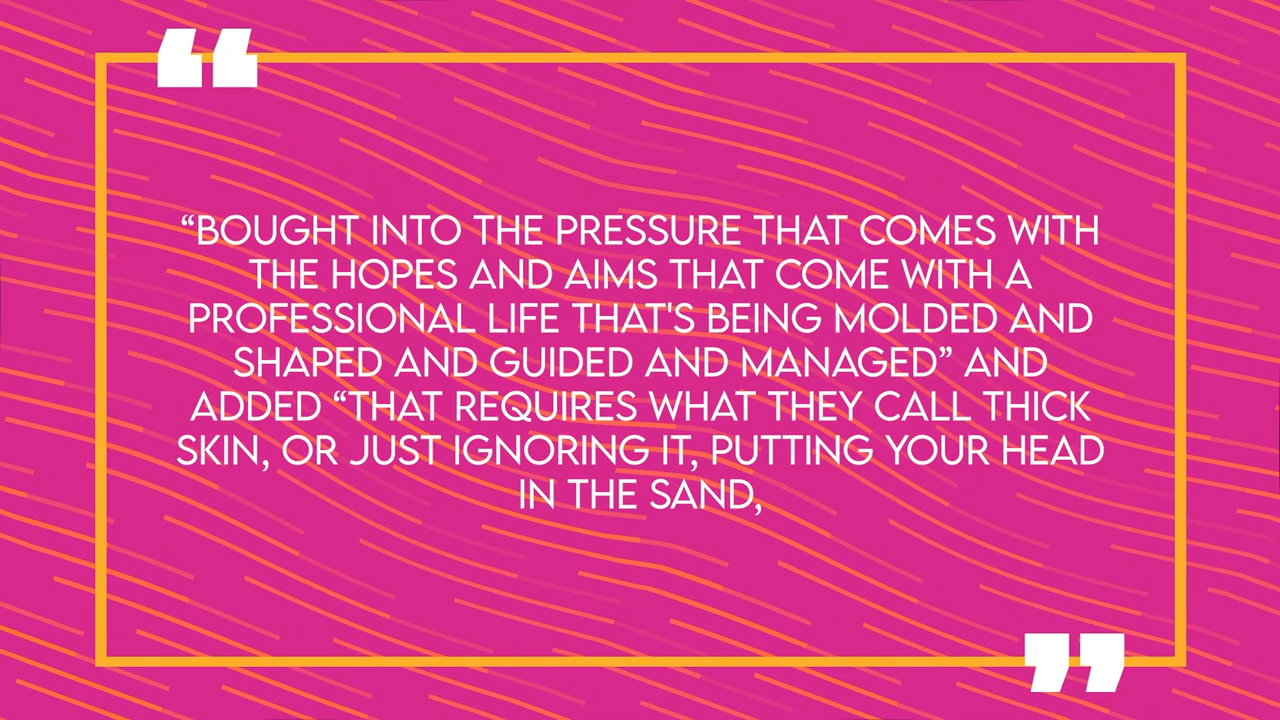 “BOUGHT INTO THE PRESSURE THAT COMES WITH
THE HOPES AND AIMS THAT COME WITH A
PROFESSIONAL LIFE THAT'S BEING MOLDED AND
SHAPED AND GUIDED AND MANAGED” AND
ADDED “THAT REQUIRES WHAT THEY CALL THICK
SKIN, OR JUST IGNORING IT, PUTTING YOUR HEAD
IN THE SAND,